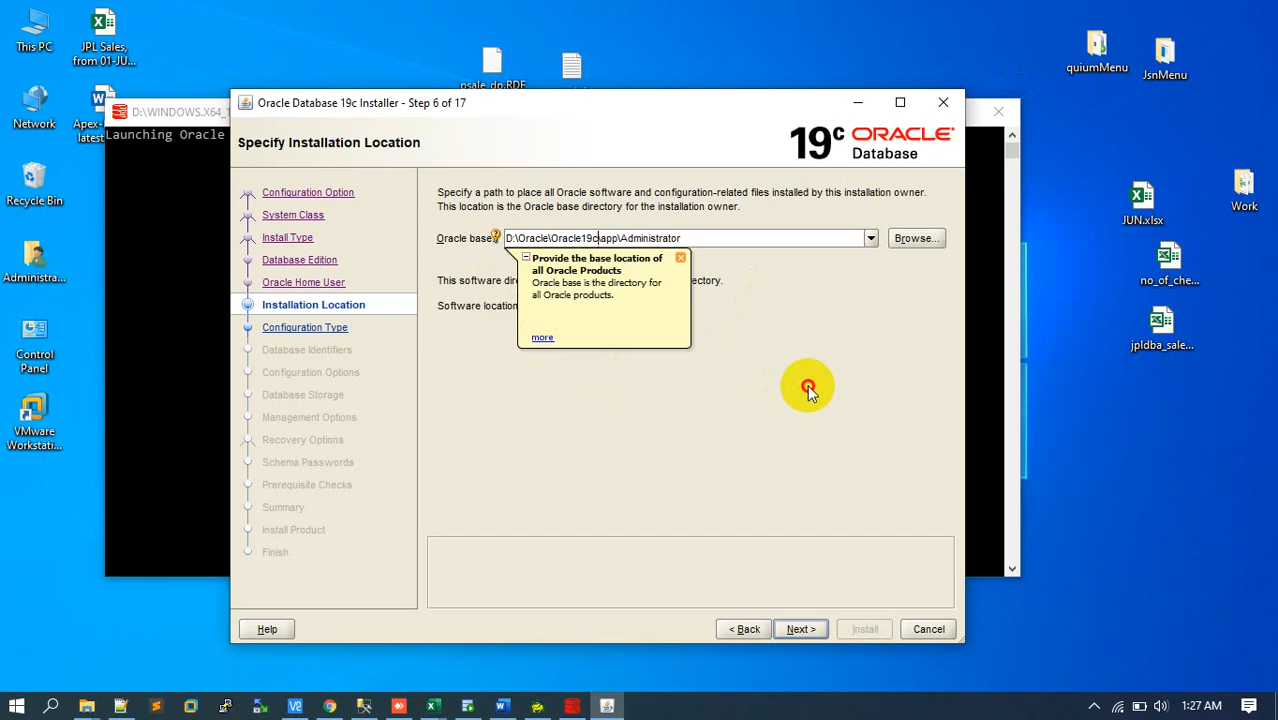 This PC
JPL Sales,
from 01-JU...
psale_dp.RDF
quiumMenu
JsnMenu
Network
Apex-
latest
Recycle Bin
Administra...
Control
Panel
VMware
Workstati...
JUN.xlsx
Work
no_of_che...
jpldba_sale...
D:\WINDOWS.X64_1
Launching Oracle
Oracle Database 19c Installer - Step 6 of 17
Specify Installation Location
19c ORACLE
Database
Configuration Option
System Class
Install Type
Database Edition
Oracle Home User
Installation Location
Configuration Type
Database Identifiers
Configuration Options
Database Storage
Management Options
Recovery Options
Schema Passwords
Prerequisite Checks
Summary
Install Product
Finish
Specify a path to place all Oracle software and configuration-related files installed by this installation owner.
This location is the Oracle base directory for the installation owner.
Oracle base:
D:\Oracle\Oracle19c\app\Administrator
Browse...
This software dire
ectory.
Software location
Provide the base location of
all Oracle Products
Oracle base is the directory for
all Oracle products.
more
Help
< Back
Next >
Install
Cancel
1:27 AM